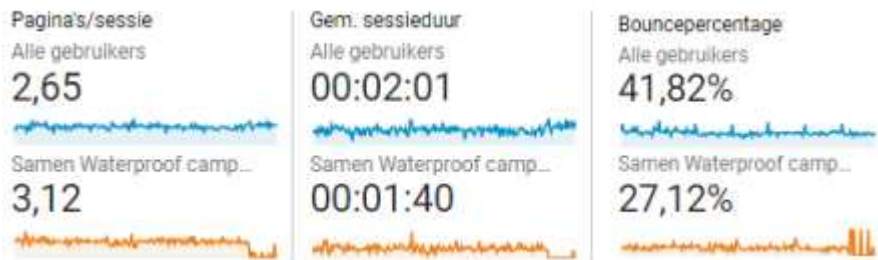 Pagina's/sessie
Alle gebruikers
2,65
Samen Waterproof camp...
3,12
Gem. sessieduur
Alle gebruikers
00:02:01
Samen Waterproof camp...
00:01:40
Bouncepercentage
Alle gebruikers
41,82%
Samen Waterproof camp...
27,12%